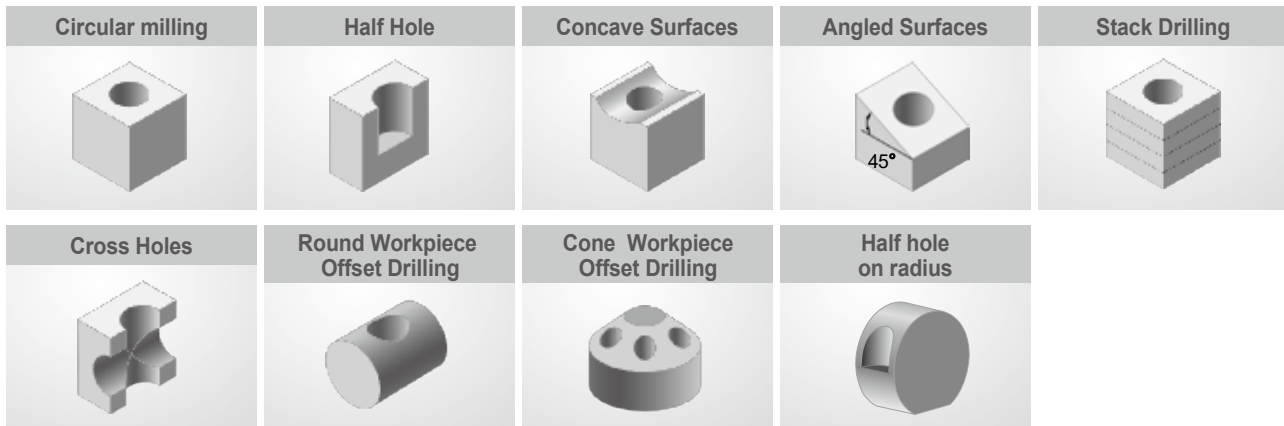 Circular milling
Half Hole
Concave Surfaces
Angled Surfaces
Stack Drilling
45°
Cross Holes
Round Workpiece
Offset Drilling
Cone Workpiece
Offset Drilling
Half hole
on radius